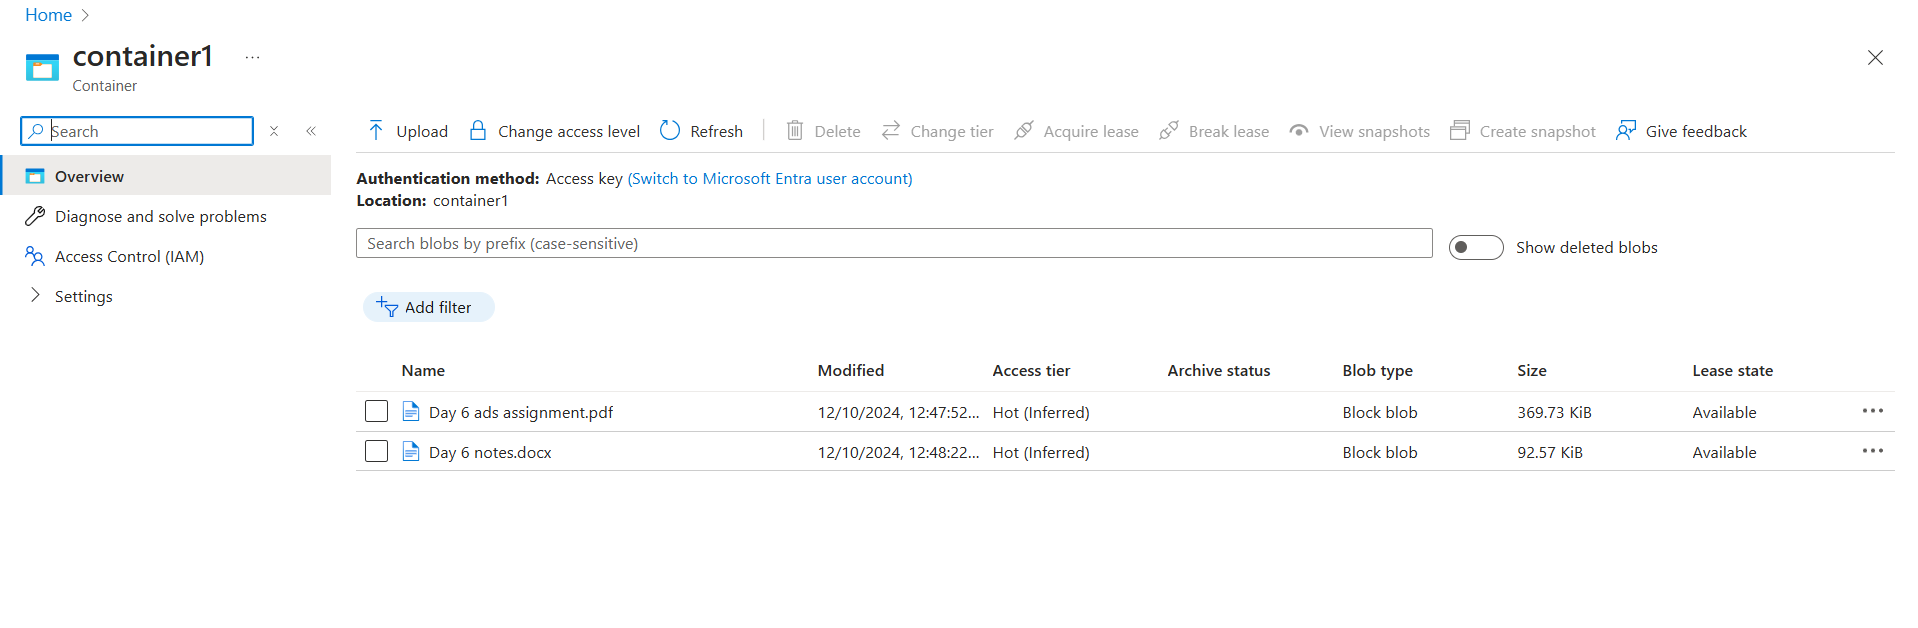 Home
container1 ...
Container
Search
Overview
Diagnose and solve problems
Access Control (IAM)
Settings
Upload Change access level Refresh Delete Change tier Acquire lease Break lease View snapshots Create snapshot Give feedback
Authentication method: Access key (Switch to Microsoft Entra user account)
Location: container1
Search blobs by prefix (case-sensitive) Show deleted blobs
Add filter
Name Modified Access tier Archive status Blob type Size Lease state
Day 6 ads assignment.pdf 12/10/2024, 12:47:52... Hot (Inferred) Block blob 369.73 KiB Available
Day 6 notes.docx 12/10/2024, 12:48:22... Hot (Inferred) Block blob 92.57 KiB Available